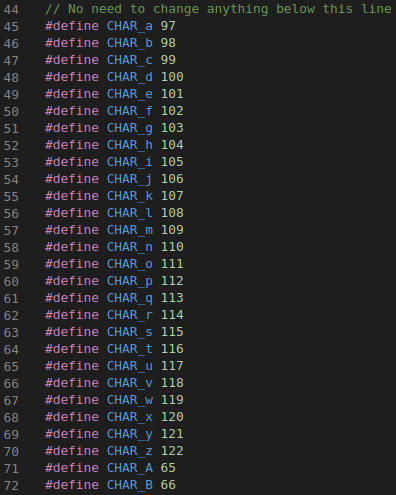 44 // No need to change anything below this line
45 #define CHAR_a 97
46 #define CHAR_b 98
47 #define CHAR_c 99
48 #define CHAR_d 100
49 #define CHAR_e 101
50 #define CHAR_f 102
51 #define CHAR_g 103
52 #define CHAR_h 104
53 #define CHAR_i 105
54 #define CHAR_j 106
55 #define CHAR_k 107
56 #define CHAR_l 108
57 #define CHAR_m 109
58 #define CHAR_n 110
59 #define CHAR_o 111
60 #define CHAR_p 112
61 #define CHAR_q 113
62 #define CHAR_r 114
63 #define CHAR_s 115
64 #define CHAR_t 116
65 #define CHAR_u 117
66 #define CHAR_v 118
67 #define CHAR_w 119
68 #define CHAR_x 120
69 #define CHAR_y 121
70 #define CHAR_z 122
71 #define CHAR_A 65
72 #define CHAR_B 66